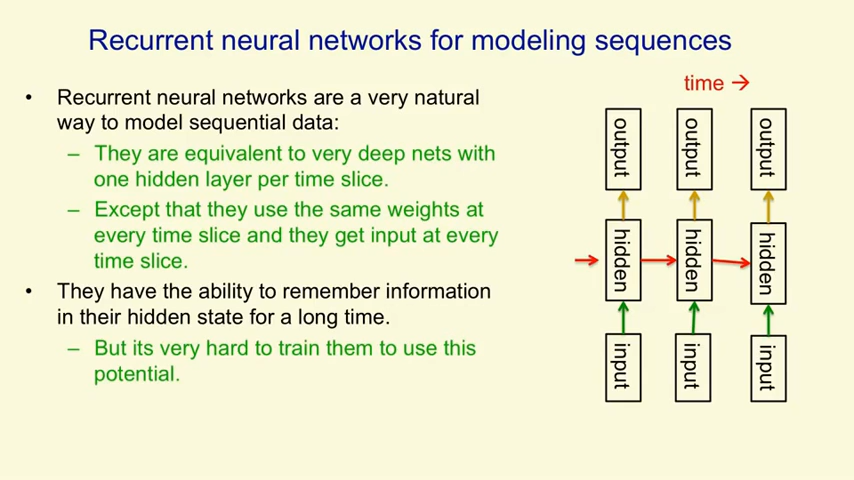 Recurrent neural networks for modeling sequences
• Recurrent neural networks are a very natural
way to model sequential data:
– They are equivalent to very deep nets with
one hidden layer per time slice.
– Except that they use the same weights at
every time slice and they get input at every
time slice.
• They have the ability to remember information
in their hidden state for a long time.
– But its very hard to train them to use this
potential.
time →
output output output
hidden hidden hidden
input input input